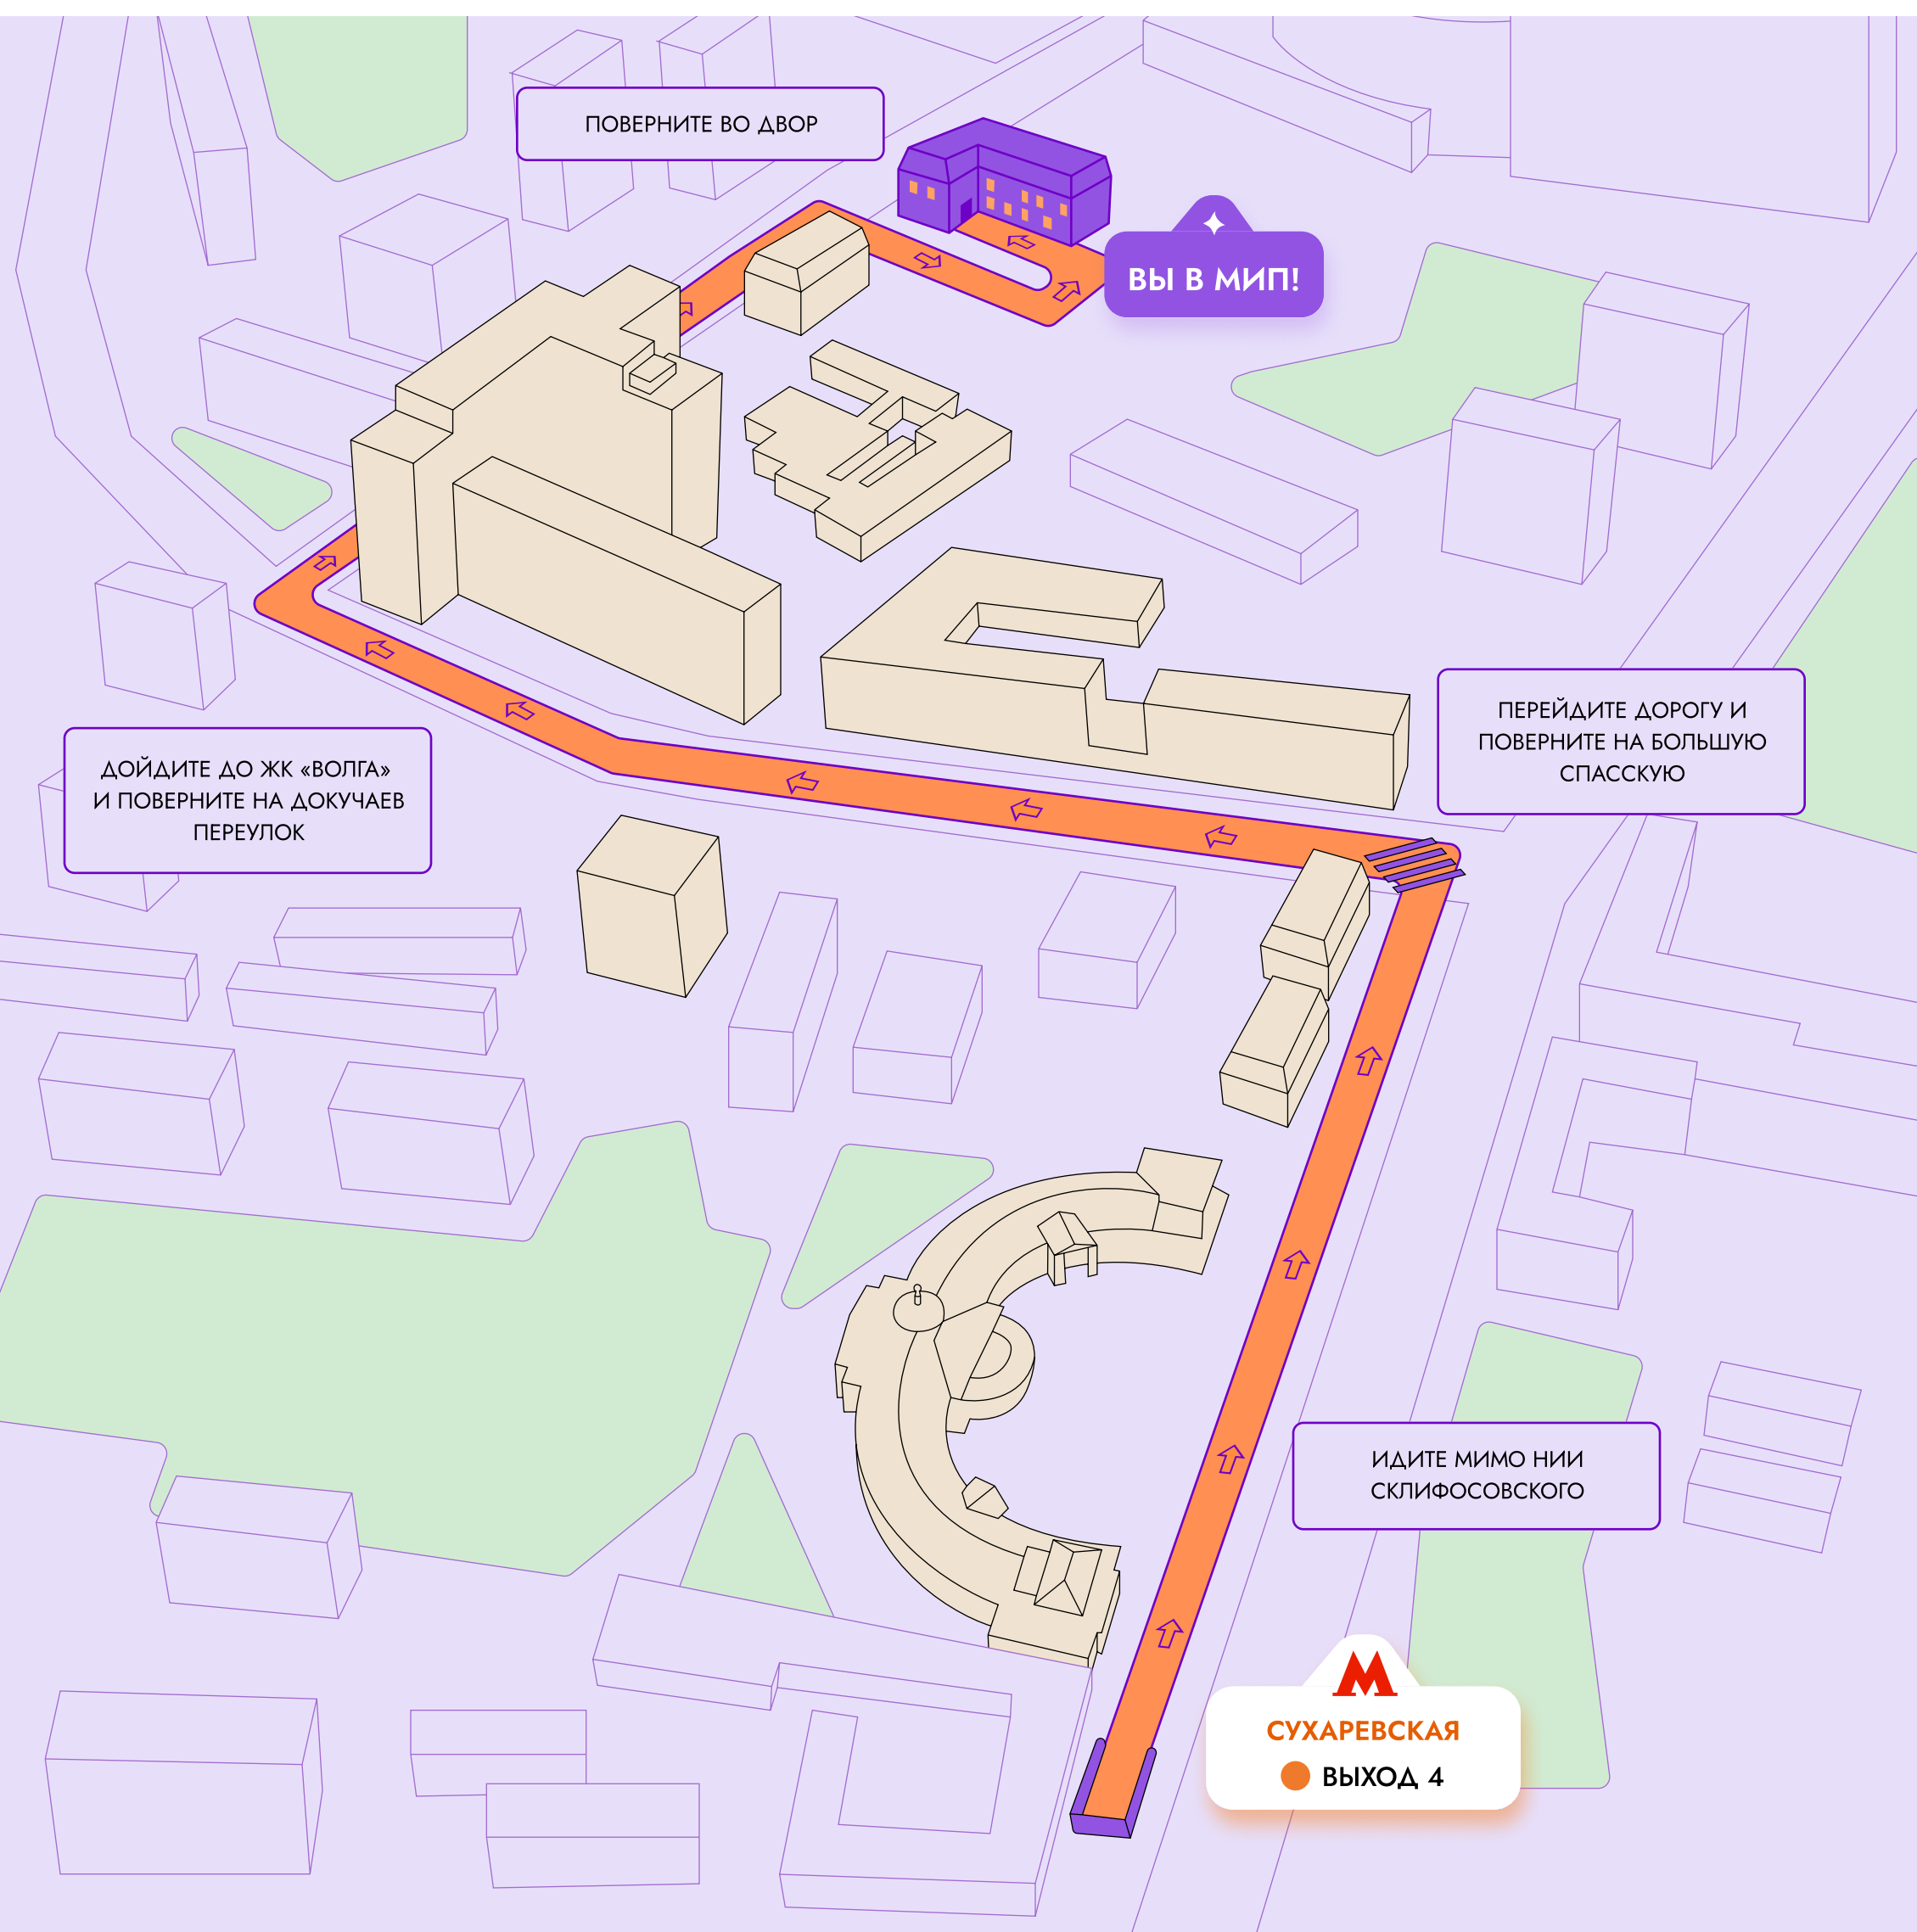 ПОВЕРНИТЕ ВО ДВОР
ВЫ В МИП!
ПЕРЕЙДИТЕ ДОРОГУ И
ПОВЕРНИТЕ НА БОЛЬШУЮ
СПАССКУЮ
ДОЙДИТЕ ДО ЖК «ВОЛГА»
И ПОВЕРНИТЕ НА ДОКУЧАЕВ
ПЕРЕУЛОК
ИДИТЕ МИМО НИИ
СКЛИФОСОВСКОГО
М
СУХАРЕВСКАЯ
ВЫХОД 4